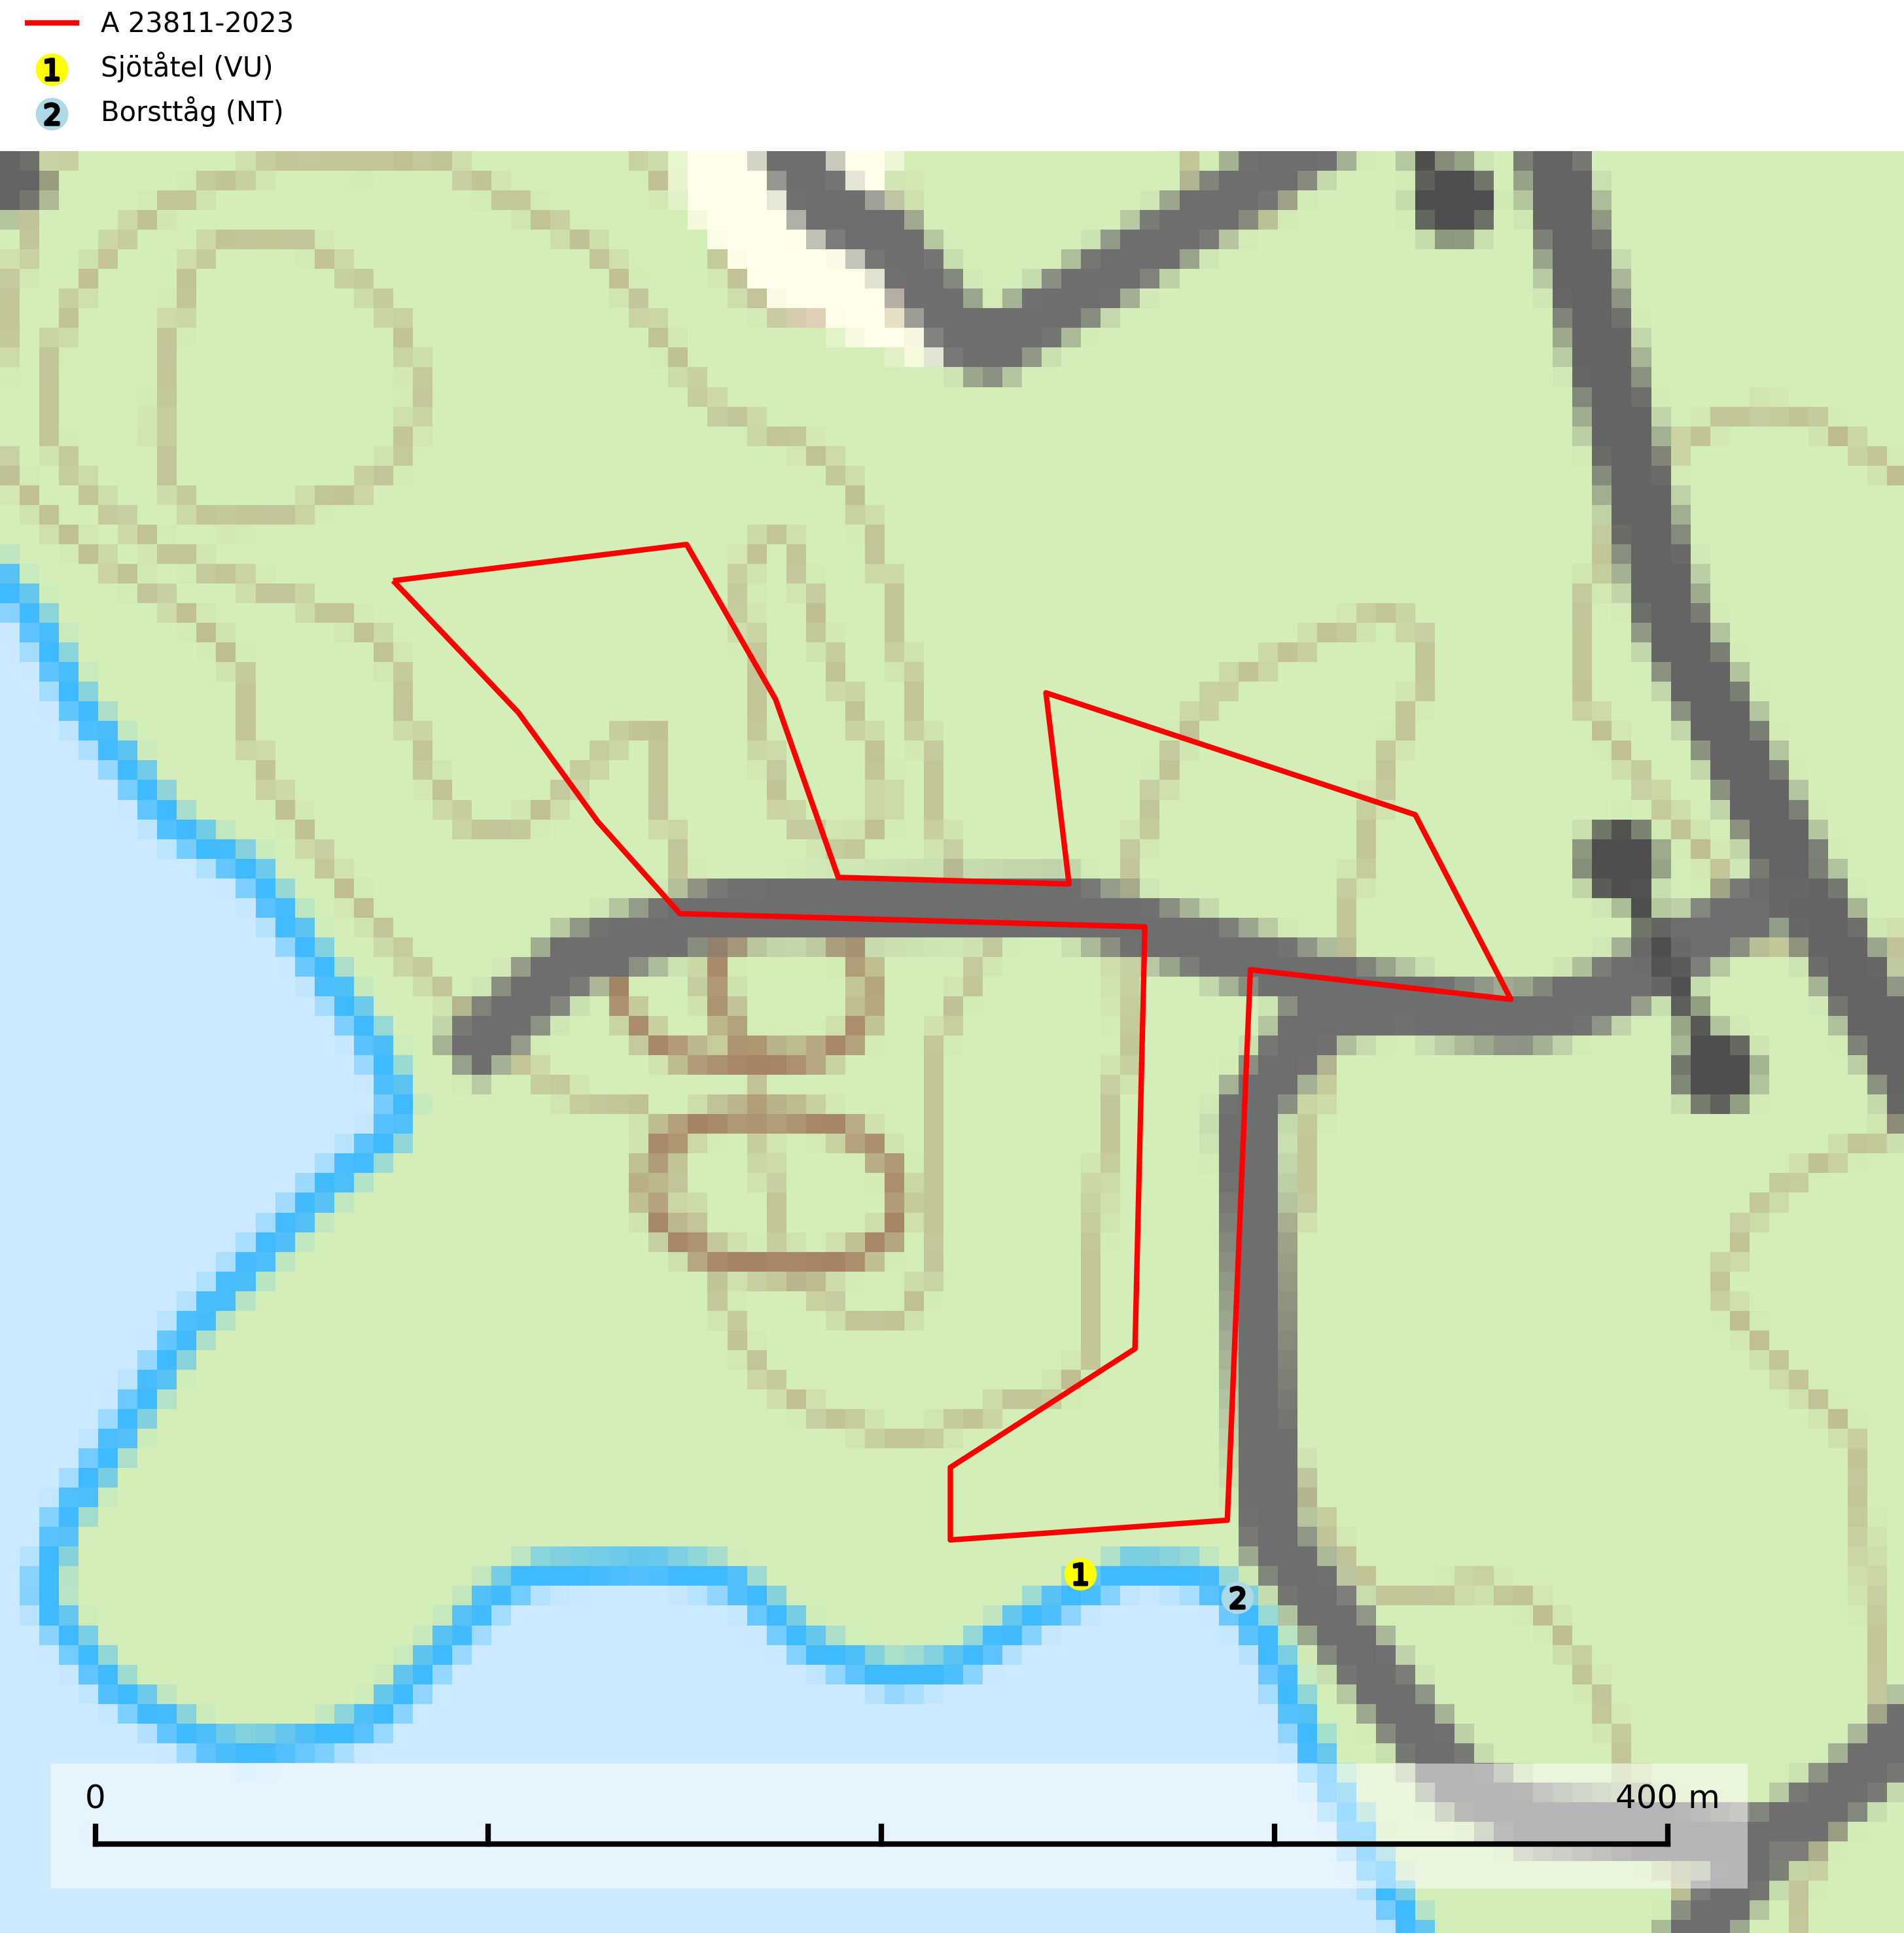 A 23811-2023
1 Sjötåtel (VU)
2 Borsttåg (NT)
1
2
0 400 m